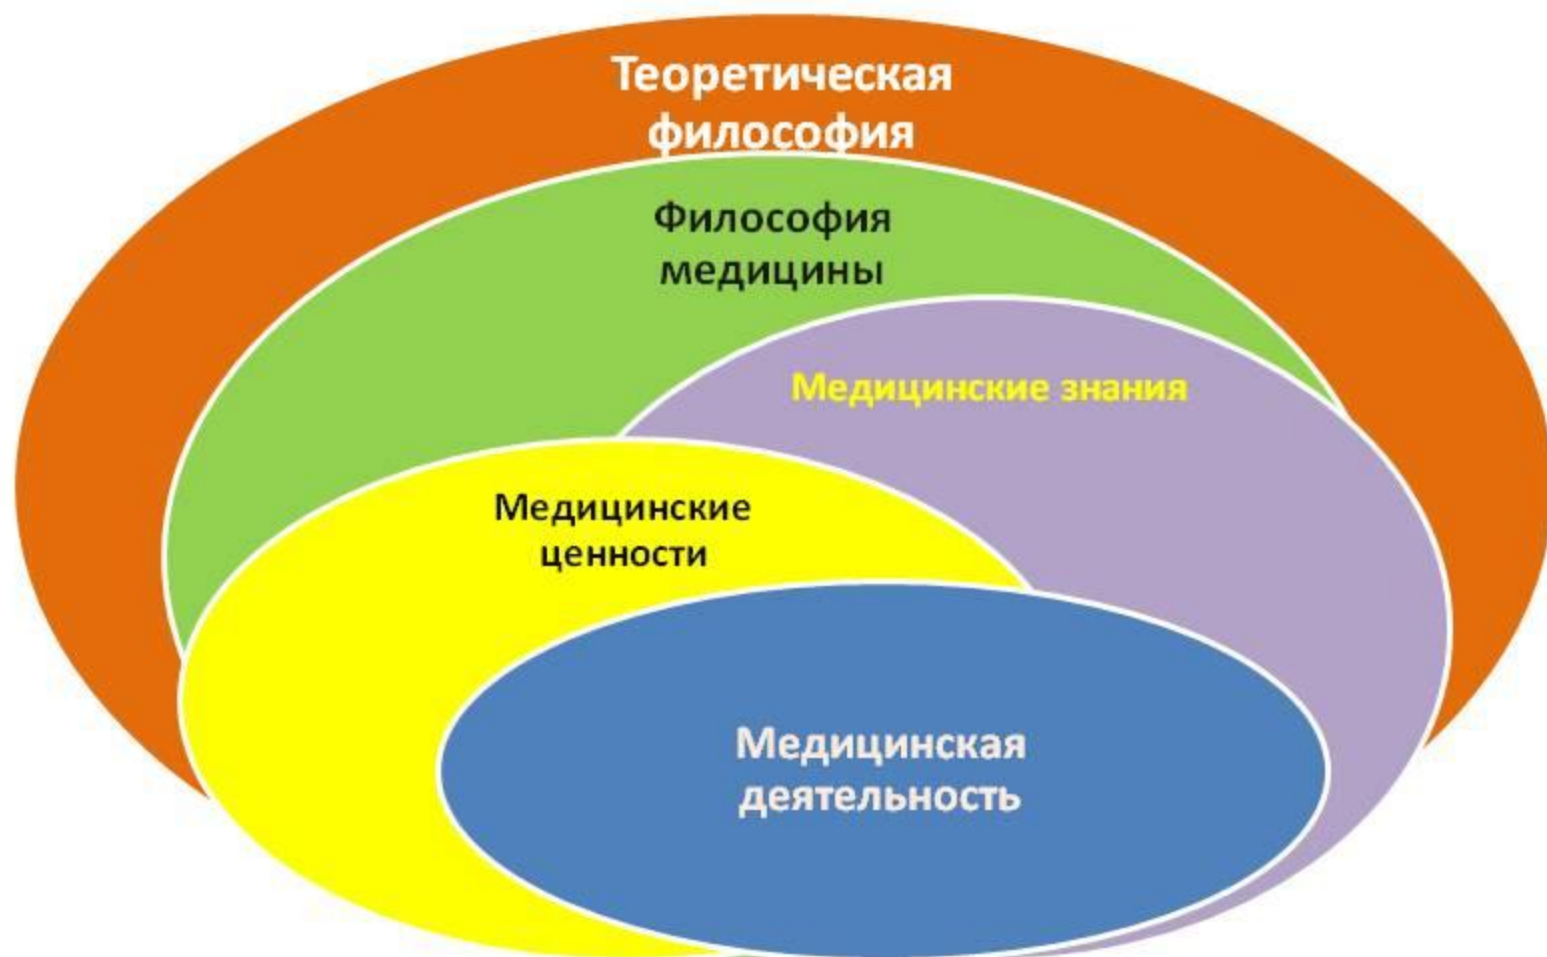 Теоретическая
философия
Философия
медицины
Медицинские знания
Медицинские
ценности
Медицинская
деятельность